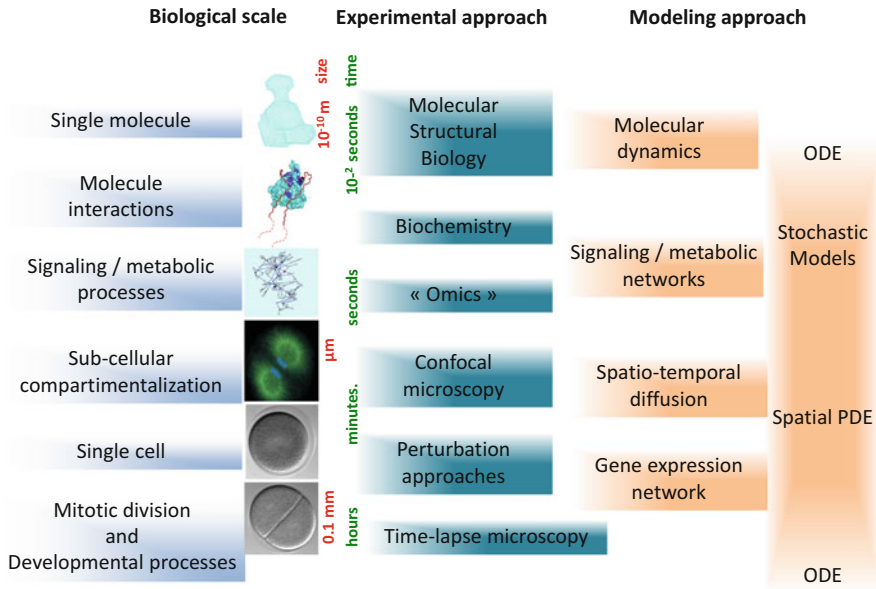 Biological scale
Experimental approach
Modeling approach
size
time
Single molecule
10-10 m
10-2 seconds
Molecular
Structural
Biology
Molecular
dynamics
ODE
Molecule
interactions
Biochemistry
Stochastic
Models
Signaling / metabolic
processes
seconds
« Omics »
Signaling / metabolic
networks
Sub-cellular
compartimentalization
μm
minutes.
Confocal
microscopy
Spatio-temporal
diffusion
Spatial PDE
Single cell
Perturbation
approaches
Gene expression
network
Mitotic division
and
Developmental processes
0.1 mm
hours
Time-lapse microscopy
ODE